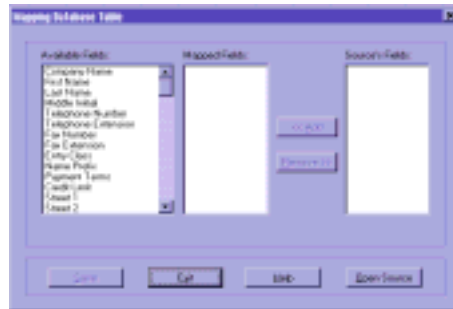 Mapping Database Table
Available Fields:
Mapped Fields:
Source's Fields:
Company Name
First Name
Last Name
Middle Initial
Telephone Number
Telephone Extension
Fax Number
Fax Extension
Entity Class
Name Prefix
Payment Terms
Credit Limit
Street 1
Street 2
<< Add
Remove >>
Save
Exit
Help
Open Source